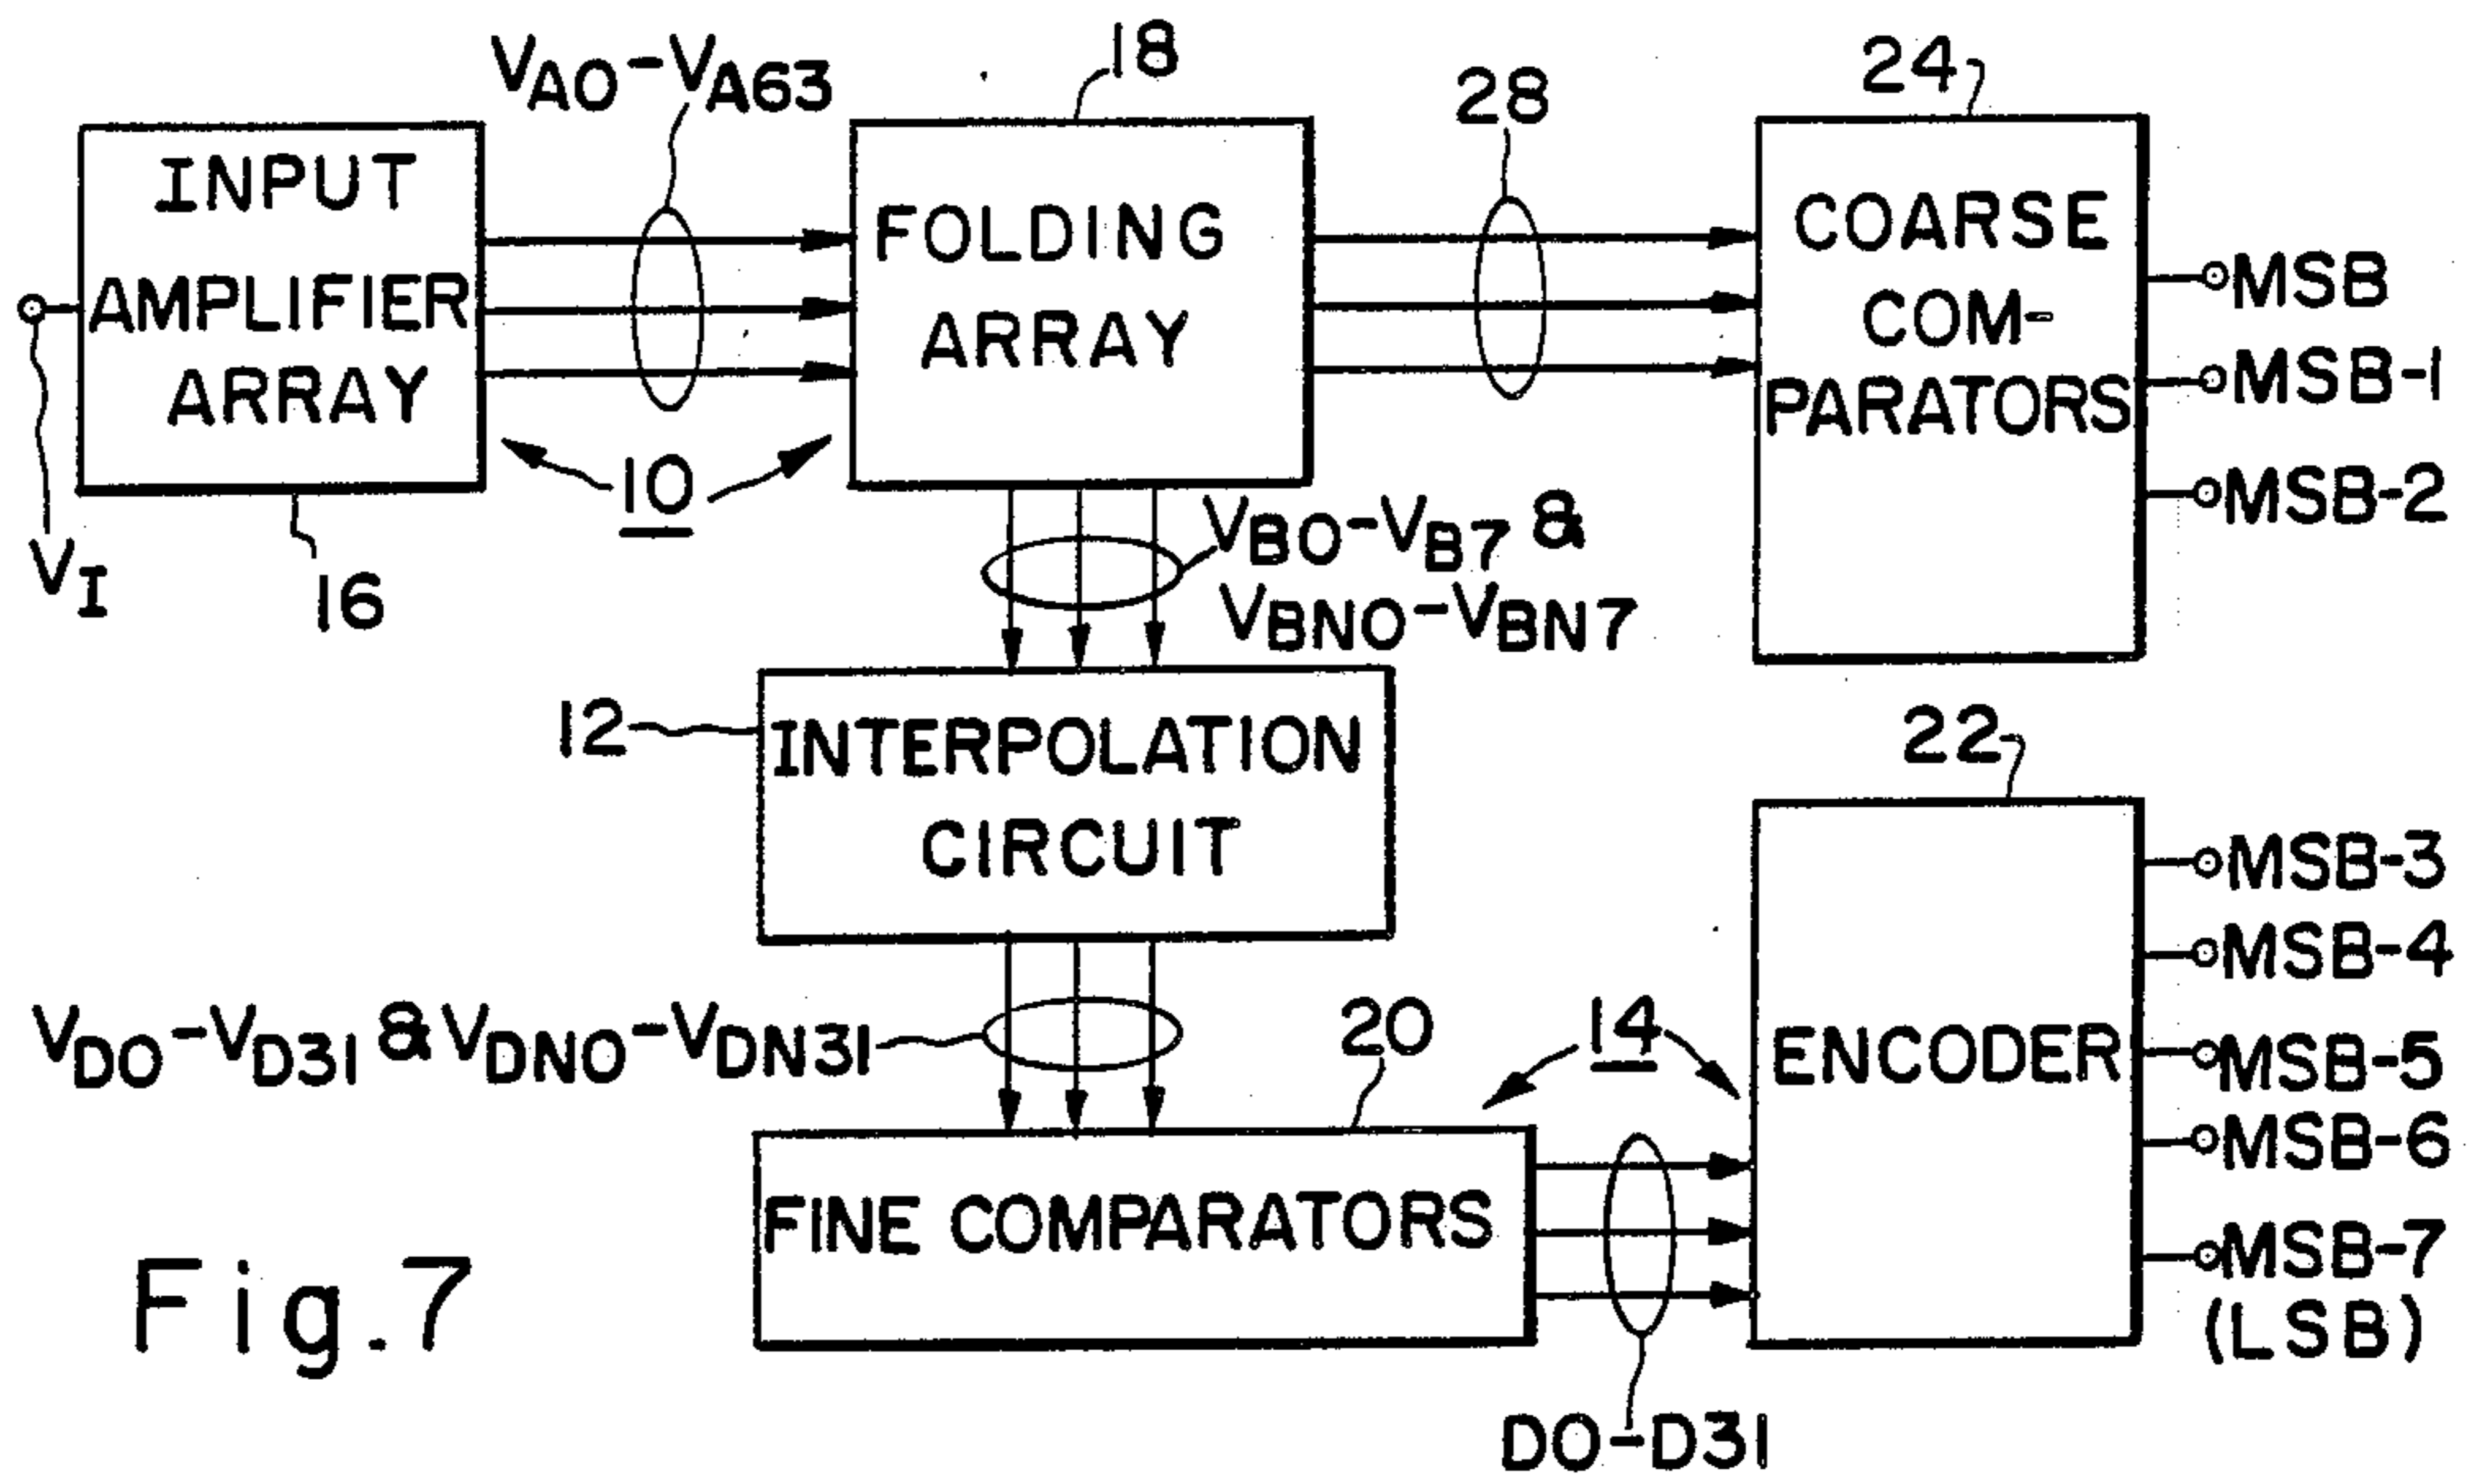 VA0-VA63
18
28
24
INPUT
AMPLIFIER
ARRAY
FOLDING
ARRAY
COARSE
COM-
PARATORS
MSB
MSB-1
MSB-2
10
VI
16
VB0-VB7 &
VBN0-VBN7
12
INTERPOLATION
CIRCUIT
22
VD0-VD31 & VDN0-VDN31
20
14
ENCODER
MSB-3
MSB-4
MSB-5
MSB-6
MSB-7
(LSB)
FINE COMPARATORS
D0-D31
Fig.7